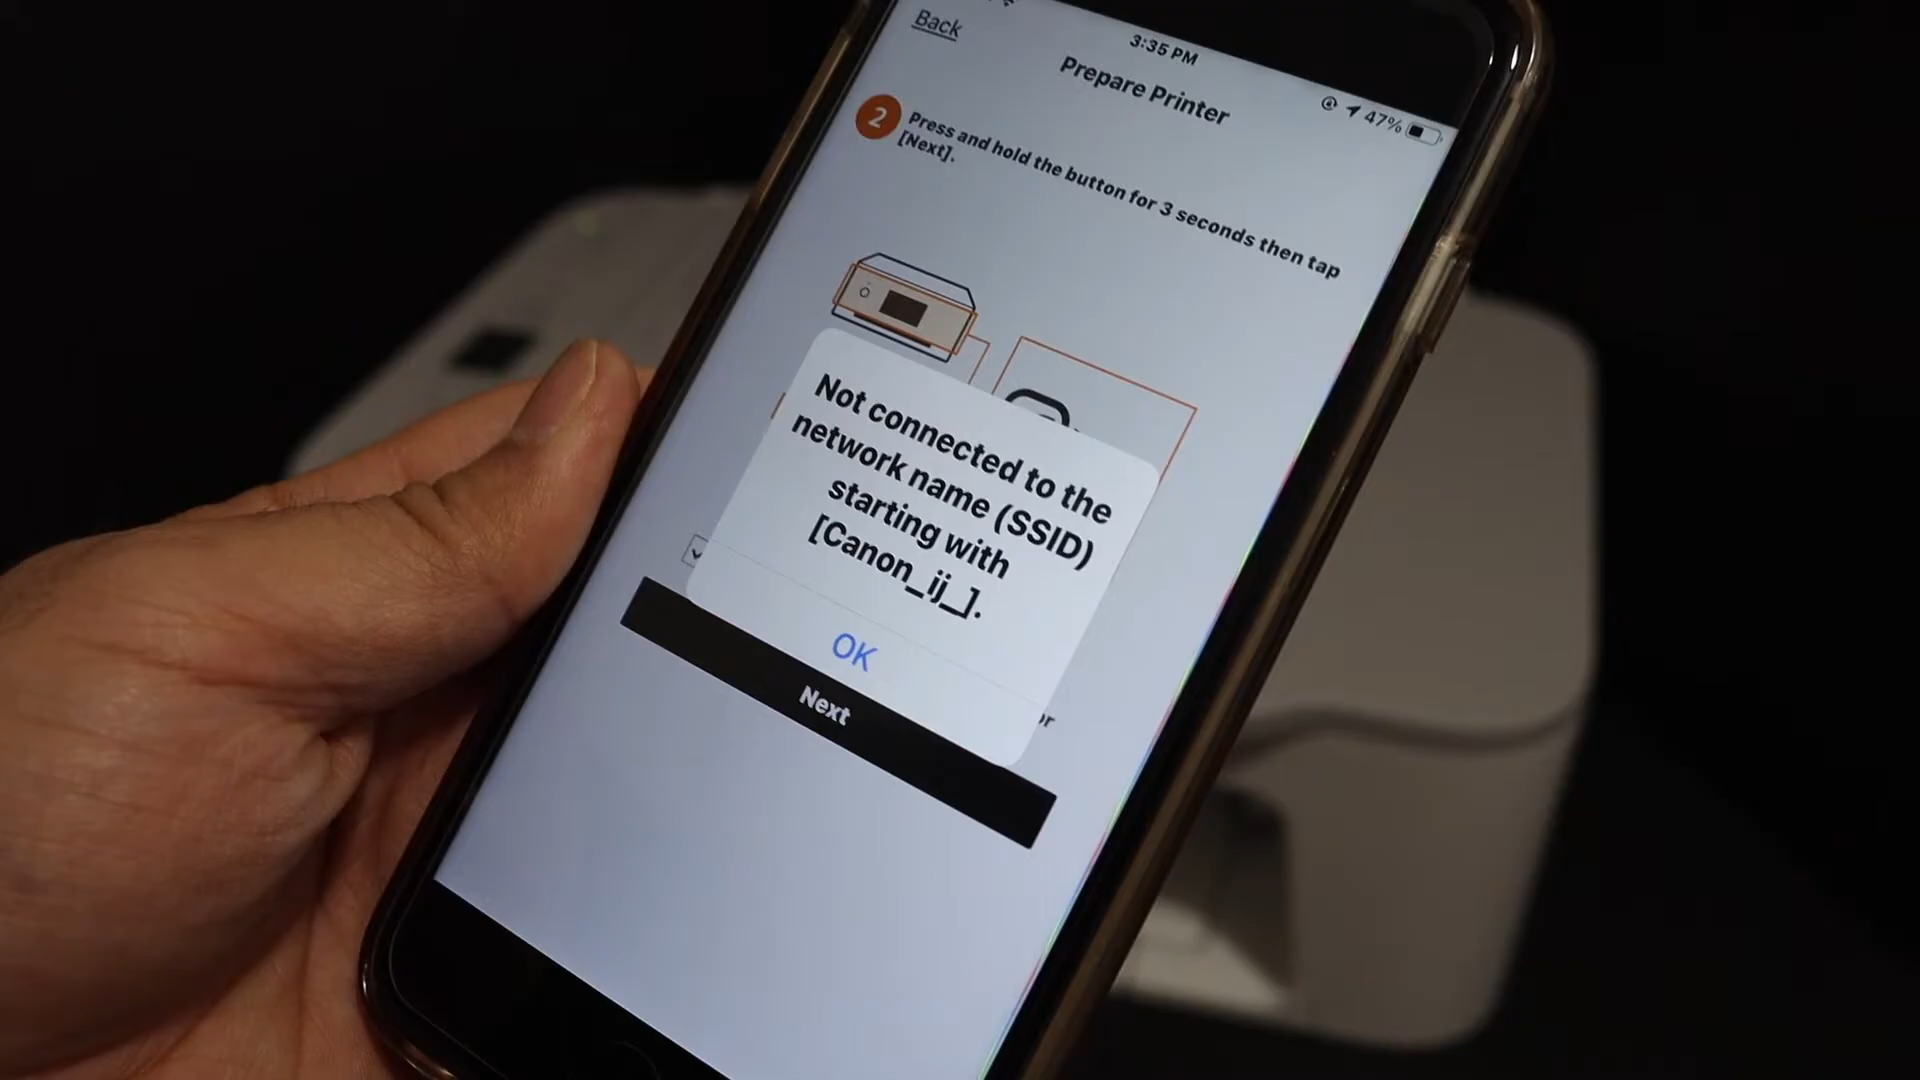 Back
3:35 PM
47%
Prepare Printer
2
Press and hold the button for 3 seconds then tap
[Next].
Not connected to the
network name (SSID)
starting with
[Canon_ij_].
OK
or
Next